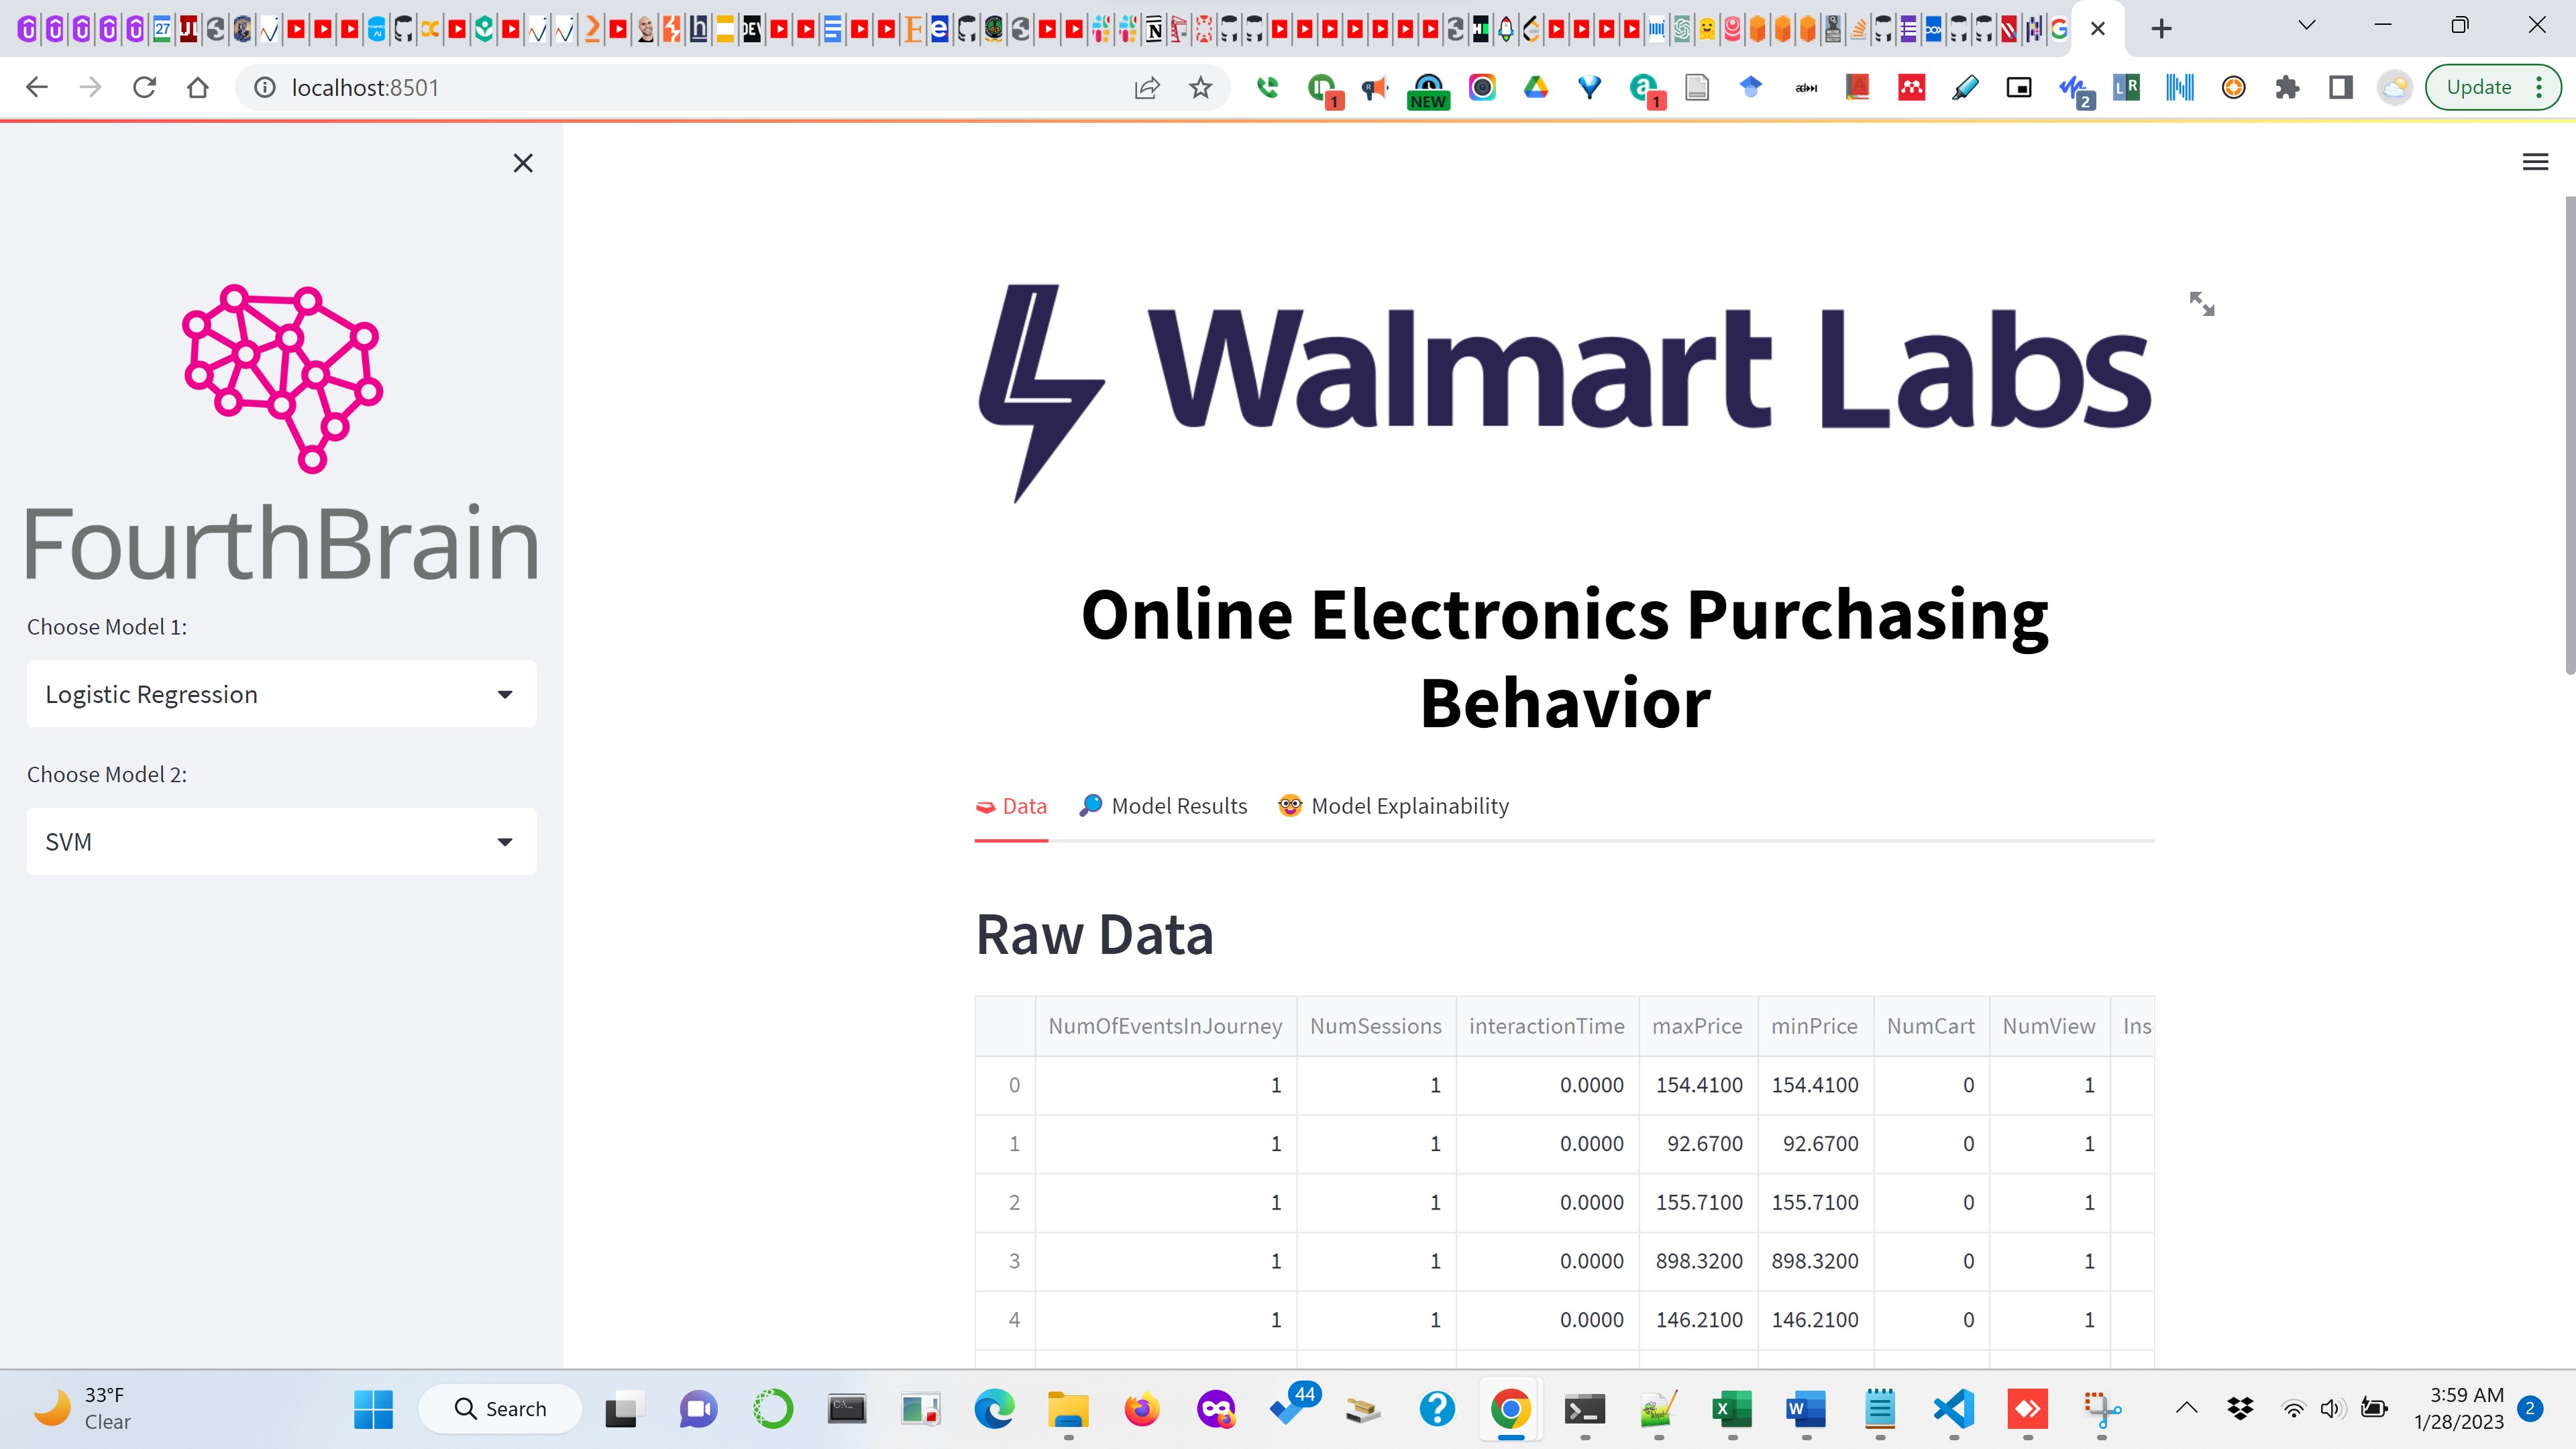 27
localhost:8501
1
NEW
1
2
L R
Update
FourthBrain
Choose Model 1:
Logistic Regression
Choose Model 2:
SVM
Walmart Labs
Online Electronics Purchasing
Behavior
Data Model Results Model Explainability
Raw Data
NumOfEventsInJourney NumSessions interactionTime maxPrice minPrice NumCart NumView Ins
0 1 1 0.0000 154.4100 154.4100 0 1
1 1 1 0.0000 92.6700 92.6700 0 1
2 1 1 0.0000 155.7100 155.7100 0 1
3 1 1 0.0000 898.3200 898.3200 0 1
4 1 1 0.0000 146.2100 146.2100 0 1
33°F
Clear
Search
44
3:59 AM
1/28/2023
2